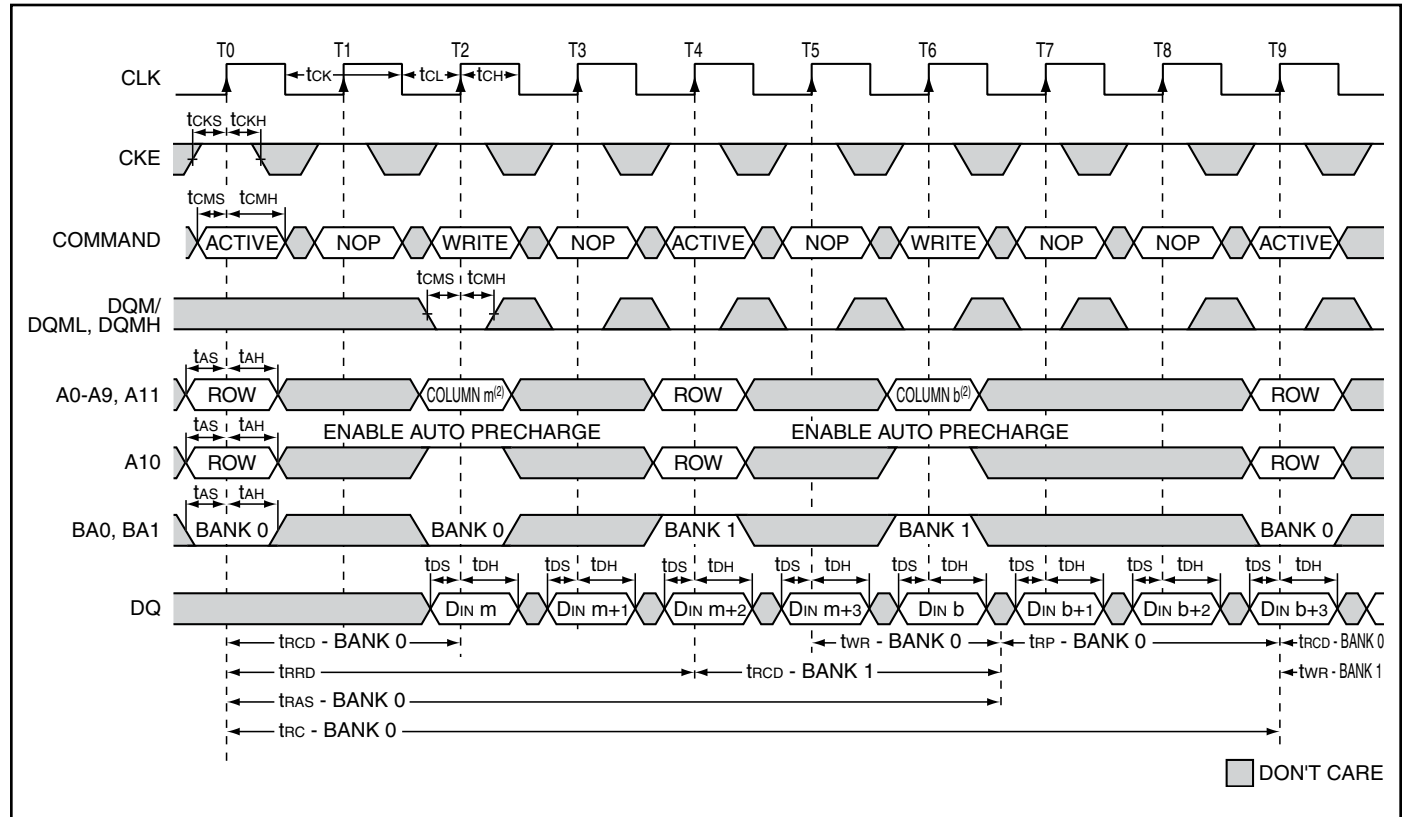 T0 T1 T2 T3 T4 T5 T6 T7 T8 T9
CLK
tCK tCL tCH
tCKS tCKH
CKE
tCMS tCMH
COMMAND ACTIVE NOP WRITE NOP ACTIVE NOP WRITE NOP NOP ACTIVE
tCMS tCMH
DQM/
DQML, DQMH
tAS tAH
A0-A9, A11 ROW COLUMN m(2) ROW COLUMN b(2) ROW
tAS tAH ENABLE AUTO PRECHARGE ENABLE AUTO PRECHARGE
A10 ROW ROW ROW
tAS tAH
BA0, BA1 BANK 0 BANK 0 BANK 1 BANK 1 BANK 0
tDS tDH tDS tDH tDS tDH tDS tDH tDS tDH tDS tDH tDS tDH tDS tDH
DQ DIN m DIN m+1 DIN m+2 DIN m+3 DIN b DIN b+1 DIN b+2 DIN b+3
tRCD - BANK 0 tWR - BANK 0 tRP - BANK 0 tRCD - BANK 0
tRRD tRCD - BANK 1 tWR - BANK 1
tRAS - BANK 0
tRC - BANK 0
DON'T CARE